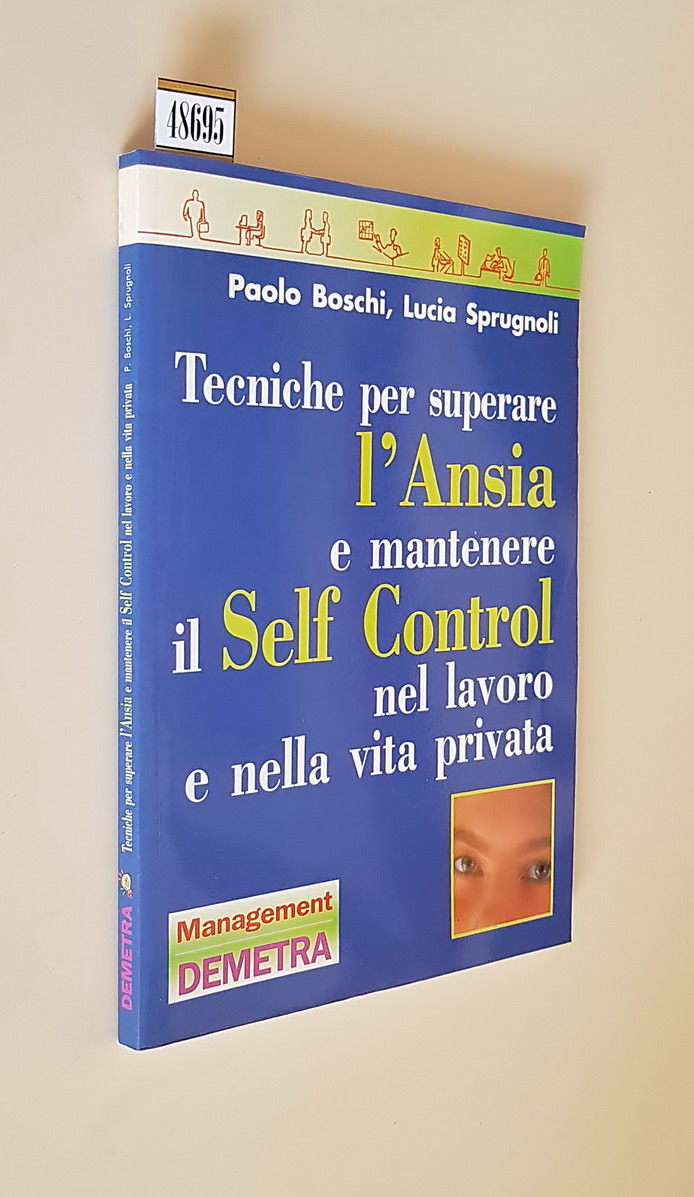 48695
Paolo Boschi, Lucia Sprugnoli
Tecniche per superare
l'Ansia
e mantenere
il Self Control
nel lavoro
e nella vita privata
Management
DEMETRA
DEMETRA Tecniche per superare l'Ansia e mantenere il Self Control nel lavoro e nella vita privata P. Boschi, L. Sprugnoli